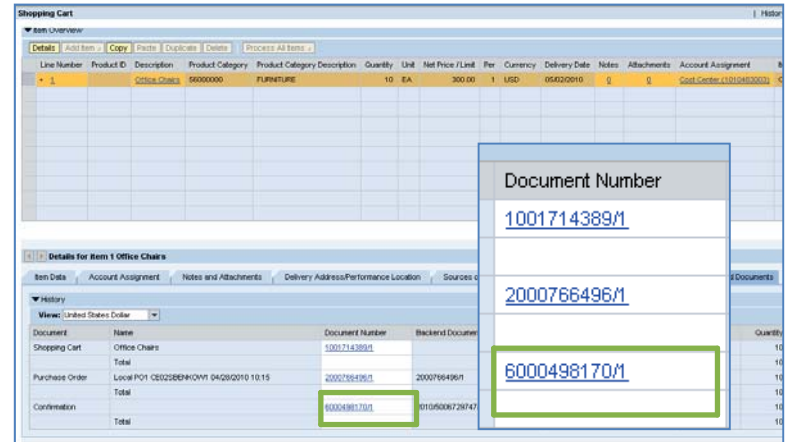 Shopping Cart | Histor
Item Overview
Details Add Item Copy Paste Duplicate Delete Process All Items
Line Number Product ID Description Product Category Product Category Description Quantity Unit Net Price / Limit Per Currency Delivery Date Notes Attachments Account Assignment
1 Office Chairs 56000000 FURNITURE 10 EA 300.00 1 USD 05/02/2010 0 0 Cost Center (1010483003)
Document Number
1001714389/1
2000766496/1
6000498170/1
Details for item 1 Office Chairs
Item Data Account Assignment Notes and Attachments Delivery Address/Performance Location Sources o d Documents
History
View: United States Dollar
Document Name Document Number Backend Documen Quantity
Shopping Cart Office Chairs 1001714389/1 10
Total 10
Purchase Order Local PO1 04/28/2010 10:15 2000766496/1 2000766496/1 10
Total 10
Confirmation 6000498170/1 010/5006729747 10
Total 10